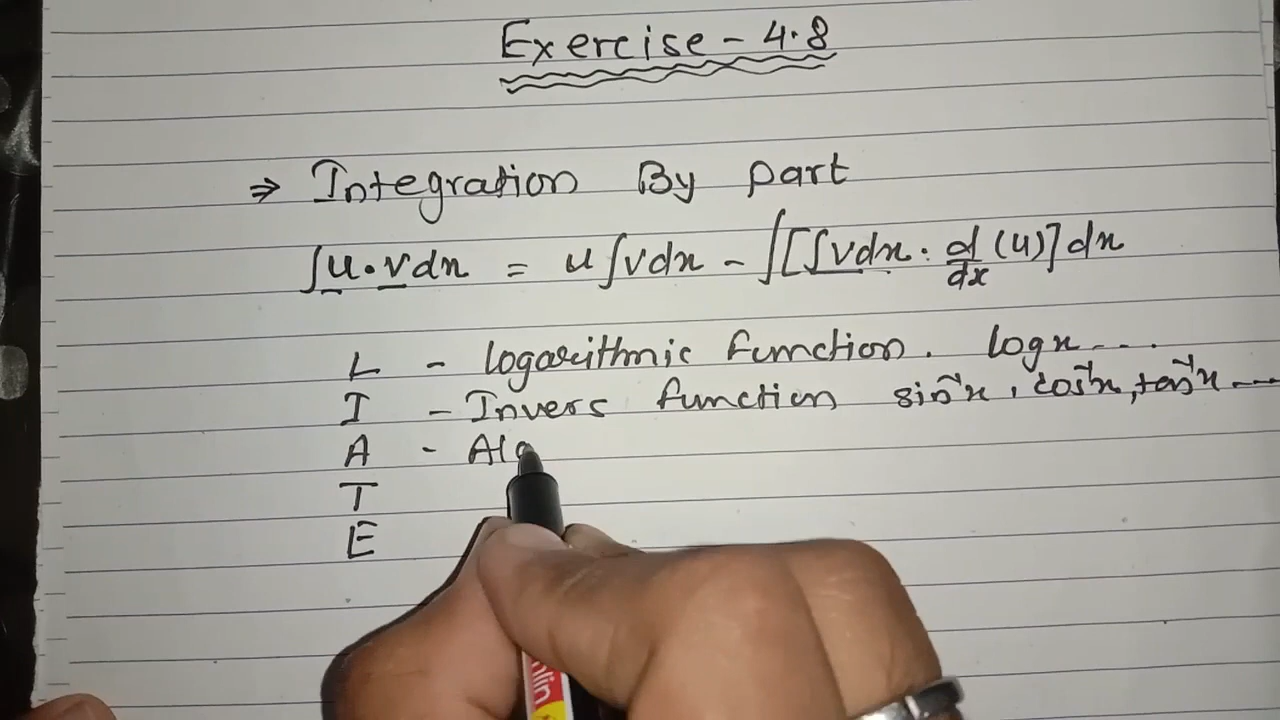 Exercise - 4.8
⇒ Integration By part
∫u.vdx = u∫vdx - ∫[∫vdx . d/dx (u)]dx
L - logarithmic function. logx ...
I - Invers function sin⁻¹x, cos⁻¹x, tan⁻¹x ---
A - Alg
T
E